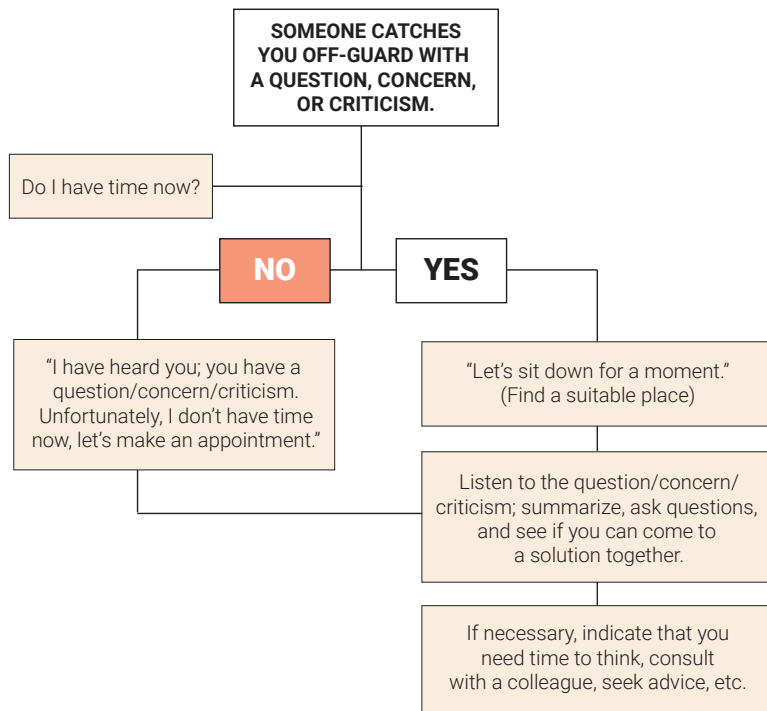 SOMEONE CATCHES
YOU OFF-GUARD WITH
A QUESTION, CONCERN,
OR CRITICISM.
Do I have time now?
NO
YES
“I have heard you; you have a
question/concern/criticism.
Unfortunately, I don’t have time
now, let’s make an appointment.”
“Let’s sit down for a moment.”
(Find a suitable place)
Listen to the question/concern/
criticism; summarize, ask questions,
and see if you can come to
a solution together.
If necessary, indicate that you
need time to think, consult
with a colleague, seek advice, etc.